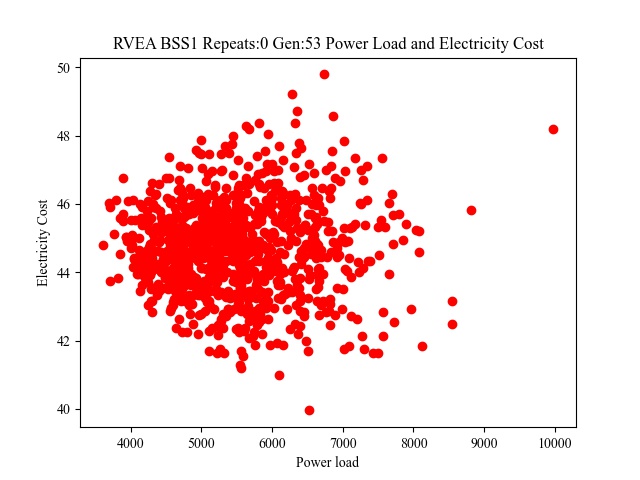 RVEA BSS1 Repeats:0 Gen:53 Power Load and Electricity Cost
50
48
46
44
42
40
Electricity Cost
4000 5000 6000 7000 8000 9000 10000
Power load